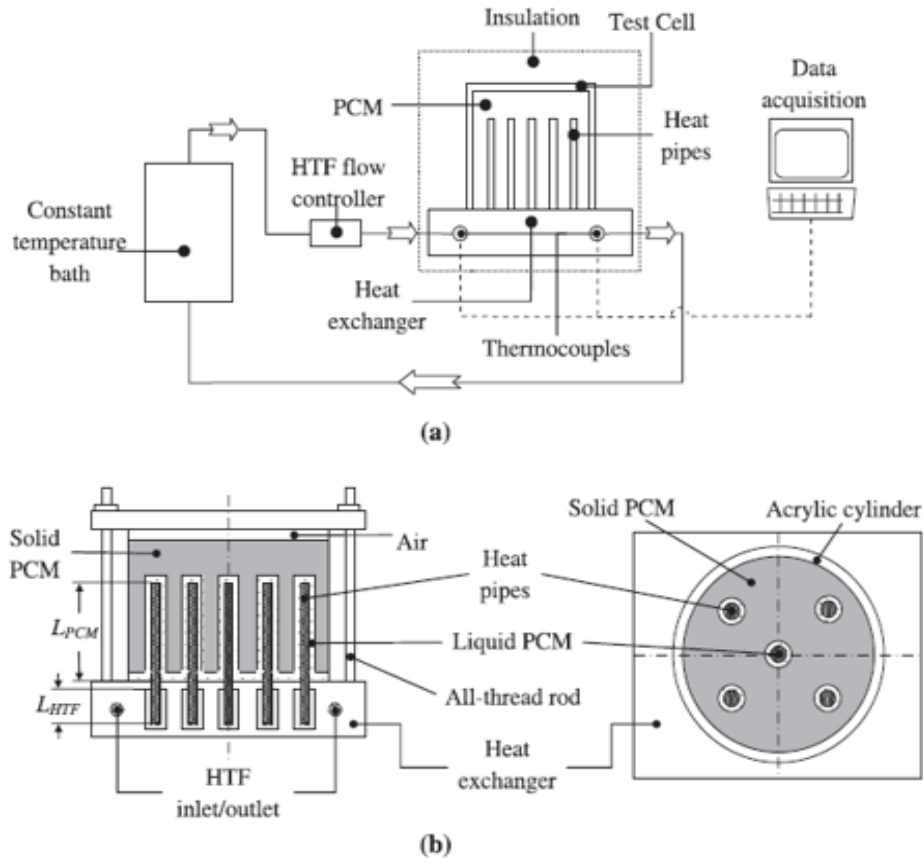 Insulation
Test Cell
Data
acquisition
PCM
Heat
pipes
HTF flow
controller
Constant
temperature
bath
Heat
exchanger
Thermocouples
(a)
Solid PCM
Acrylic cylinder
Solid
PCM
Air
Heat
pipes
L_PCM
Liquid PCM
L_HTF
All-thread rod
HTF
inlet/outlet
Heat
exchanger
(b)